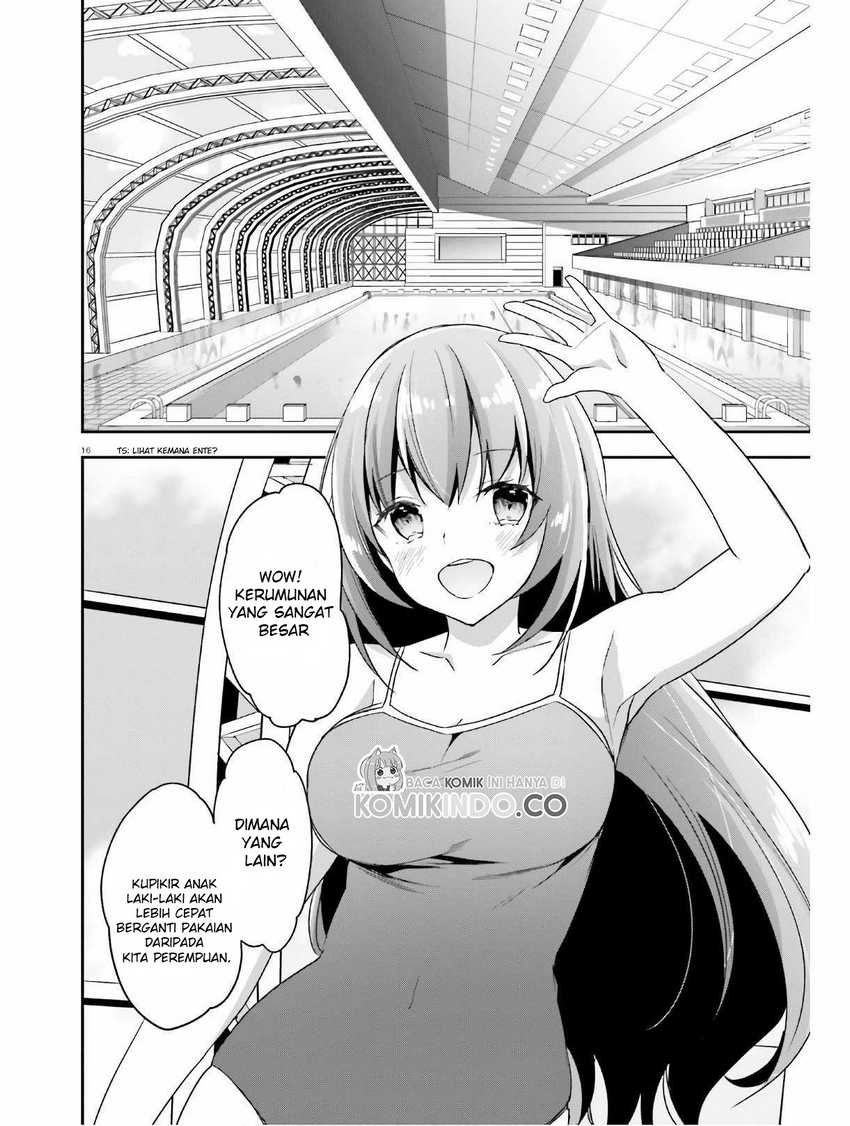 16
TS: LIHAT KEMANA ENTE?
WOW!
KERUMUNAN
YANG SANGAT
BESAR
BACA KOMIK INI HANYA DI
KOMIKINDO.CO
DIMANA
YANG
LAIN?
KUPIKIR ANAK
LAKI-LAKI AKAN
LEBIH CEPAT
BERGANTI PAKAIAN
DARIPADA
KITA PEREMPUAN.